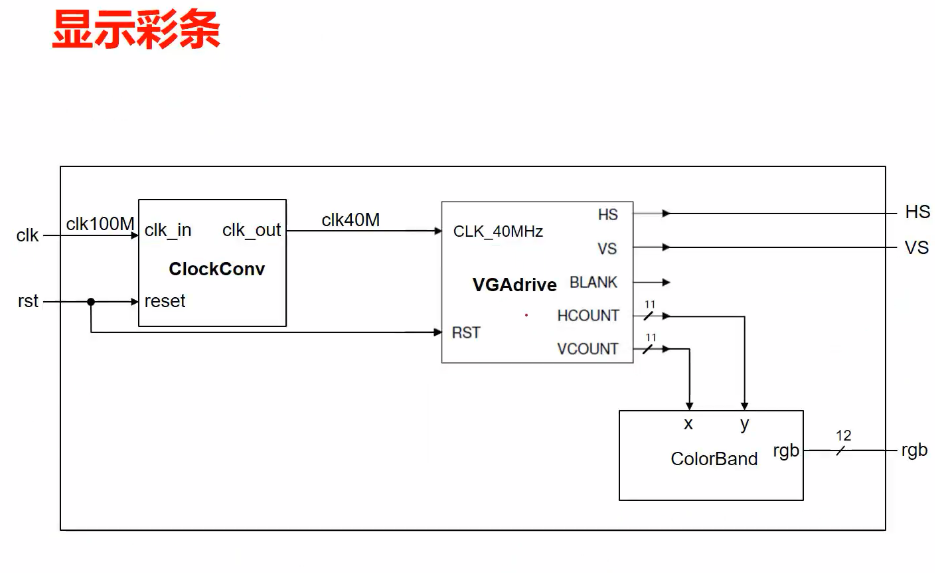 显示彩条
clk
clk100M
clk_in
clk_out
ClockConv
rst
reset
clk40M
CLK_40MHz
VGAdrive
RST
HS
VS
BLANK
HCOUNT
VCOUNT
11
11
HS
VS
x
y
ColorBand
rgb
12
rgb